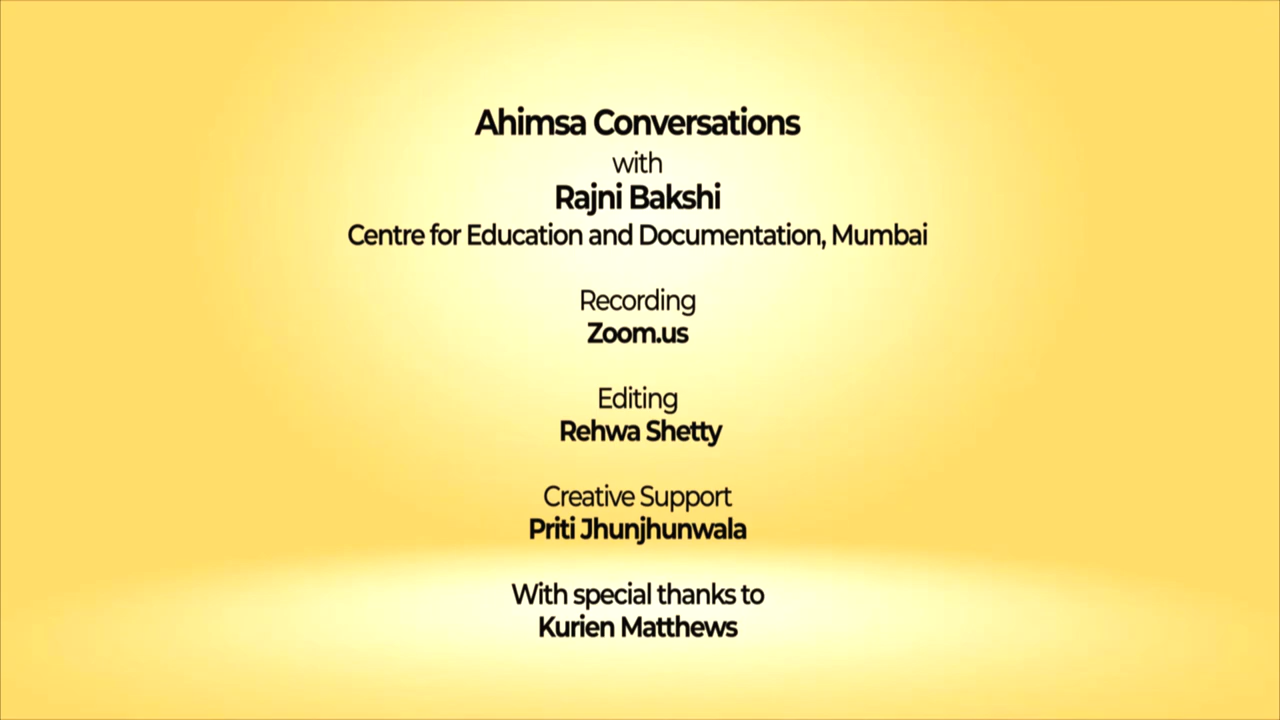 Ahimsa Conversations
with
Rajni Bakshi
Centre for Education and Documentation, Mumbai
Recording
Zoom.us
Editing
Rehwa Shetty
Creative Support
Priti Jhunjhunwala
With special thanks to
Kurien Matthews